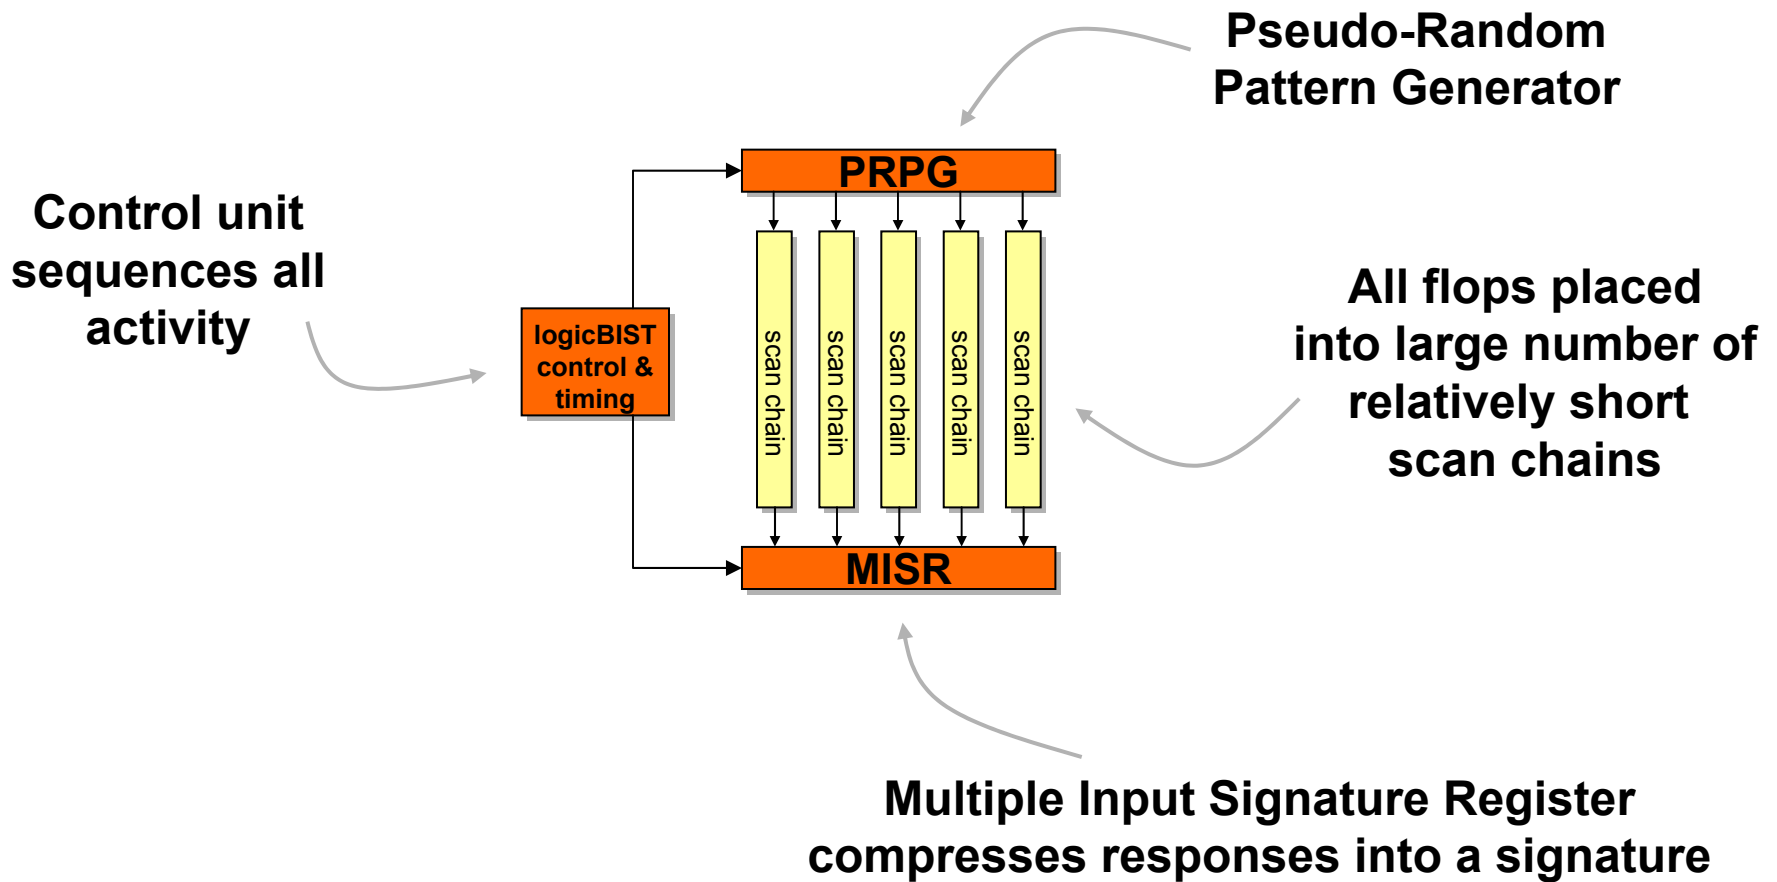 Pseudo-Random
Pattern Generator
PRPG
Control unit
sequences all
activity
logicBIST
control &
timing
scan chain
scan chain
scan chain
scan chain
scan chain
All flops placed
into large number of
relatively short
scan chains
MISR
Multiple Input Signature Register
compresses responses into a signature